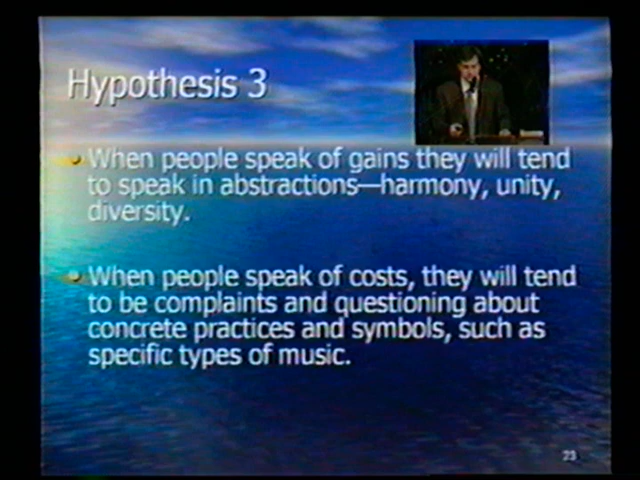 Hypothesis 3
When people speak of gains they will tend
to speak in abstractions—harmony, unity,
diversity.
When people speak of costs, they will tend
to be complaints and questioning about
concrete practices and symbols, such as
specific types of music.
23